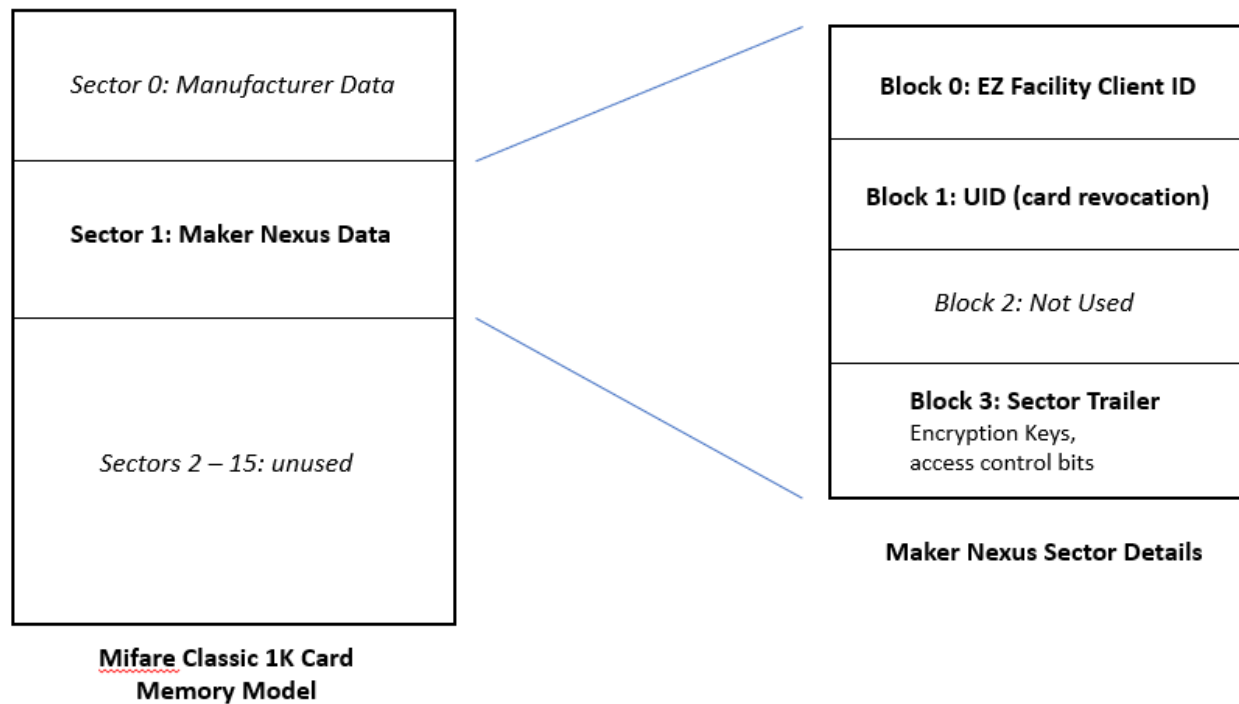 Sector 0: Manufacturer Data
Sector 1: Maker Nexus Data
Sectors 2 – 15: unused
Mifare Classic 1K Card
Memory Model
Block 0: EZ Facility Client ID
Block 1: UID (card revocation)
Block 2: Not Used
Block 3: Sector Trailer
Encryption Keys,
access control bits
Maker Nexus Sector Details